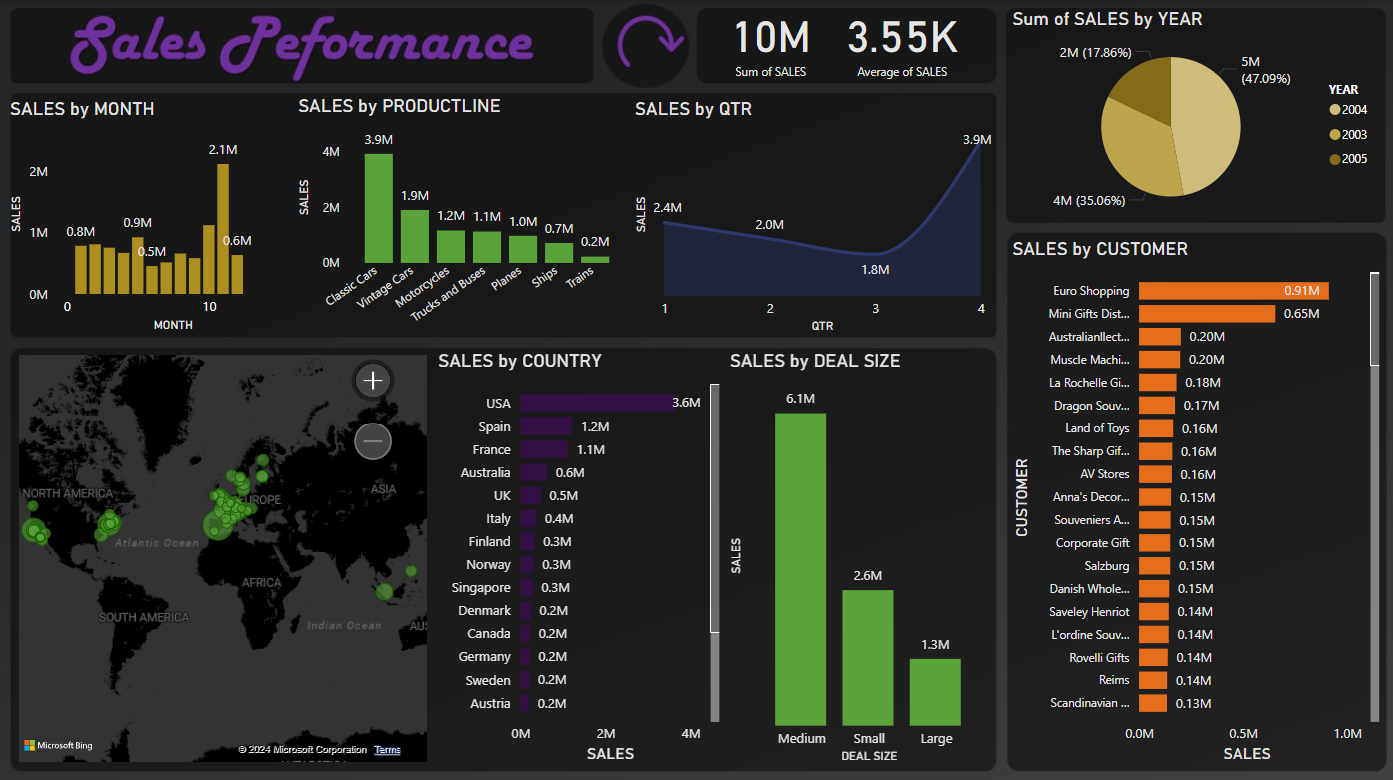 Sales Peformance
10M
Sum of SALES
3.55K
Average of SALES
Sum of SALES by YEAR
2M (17.86%)
5M
(47.09%)
4M (35.06%)
YEAR
2004
2003
2005
SALES by MONTH
SALES
2M
1M
0M
0.8M
0.9M
0.5M
2.1M
0.6M
0
10
MONTH
SALES by PRODUCTLINE
SALES
4M
2M
0M
3.9M
1.9M
1.2M
1.1M
1.0M
0.7M
0.2M
Classic Cars
Vintage Cars
Motorcycles
Trucks and Buses
Planes
Ships
Trains
SALES by QTR
SALES
2.4M
2.0M
1.8M
3.9M
1
2
3
4
QTR
NORTH AMERICA
EUROPE
ASIA
Atlantic Ocean
AFRICA
SOUTH AMERICA
Indian Ocean
AUS
Microsoft Bing
© 2024 Microsoft Corporation Terms
SALES by COUNTRY
USA 3.6M
Spain 1.2M
France 1.1M
Australia 0.6M
UK 0.5M
Italy 0.4M
Finland 0.3M
Norway 0.3M
Singapore 0.3M
Denmark 0.2M
Canada 0.2M
Germany 0.2M
Sweden 0.2M
Austria 0.2M
0M
2M
4M
SALES
SALES by DEAL SIZE
SALES
6.1M
2.6M
1.3M
Medium
Small
Large
DEAL SIZE
SALES by CUSTOMER
CUSTOMER
Euro Shopping 0.91M
Mini Gifts Dist... 0.65M
Australianllect... 0.20M
Muscle Machi... 0.20M
La Rochelle Gi... 0.18M
Dragon Souv... 0.17M
Land of Toys 0.16M
The Sharp Gif... 0.16M
AV Stores 0.16M
Anna's Decor... 0.15M
Souveniers A... 0.15M
Corporate Gift 0.15M
Salzburg 0.15M
Danish Whole... 0.15M
Saveley Henriot 0.14M
L'ordine Souv... 0.14M
Rovelli Gifts 0.14M
Reims 0.14M
Scandinavian ... 0.13M
0.0M
0.5M
1.0M
SALES